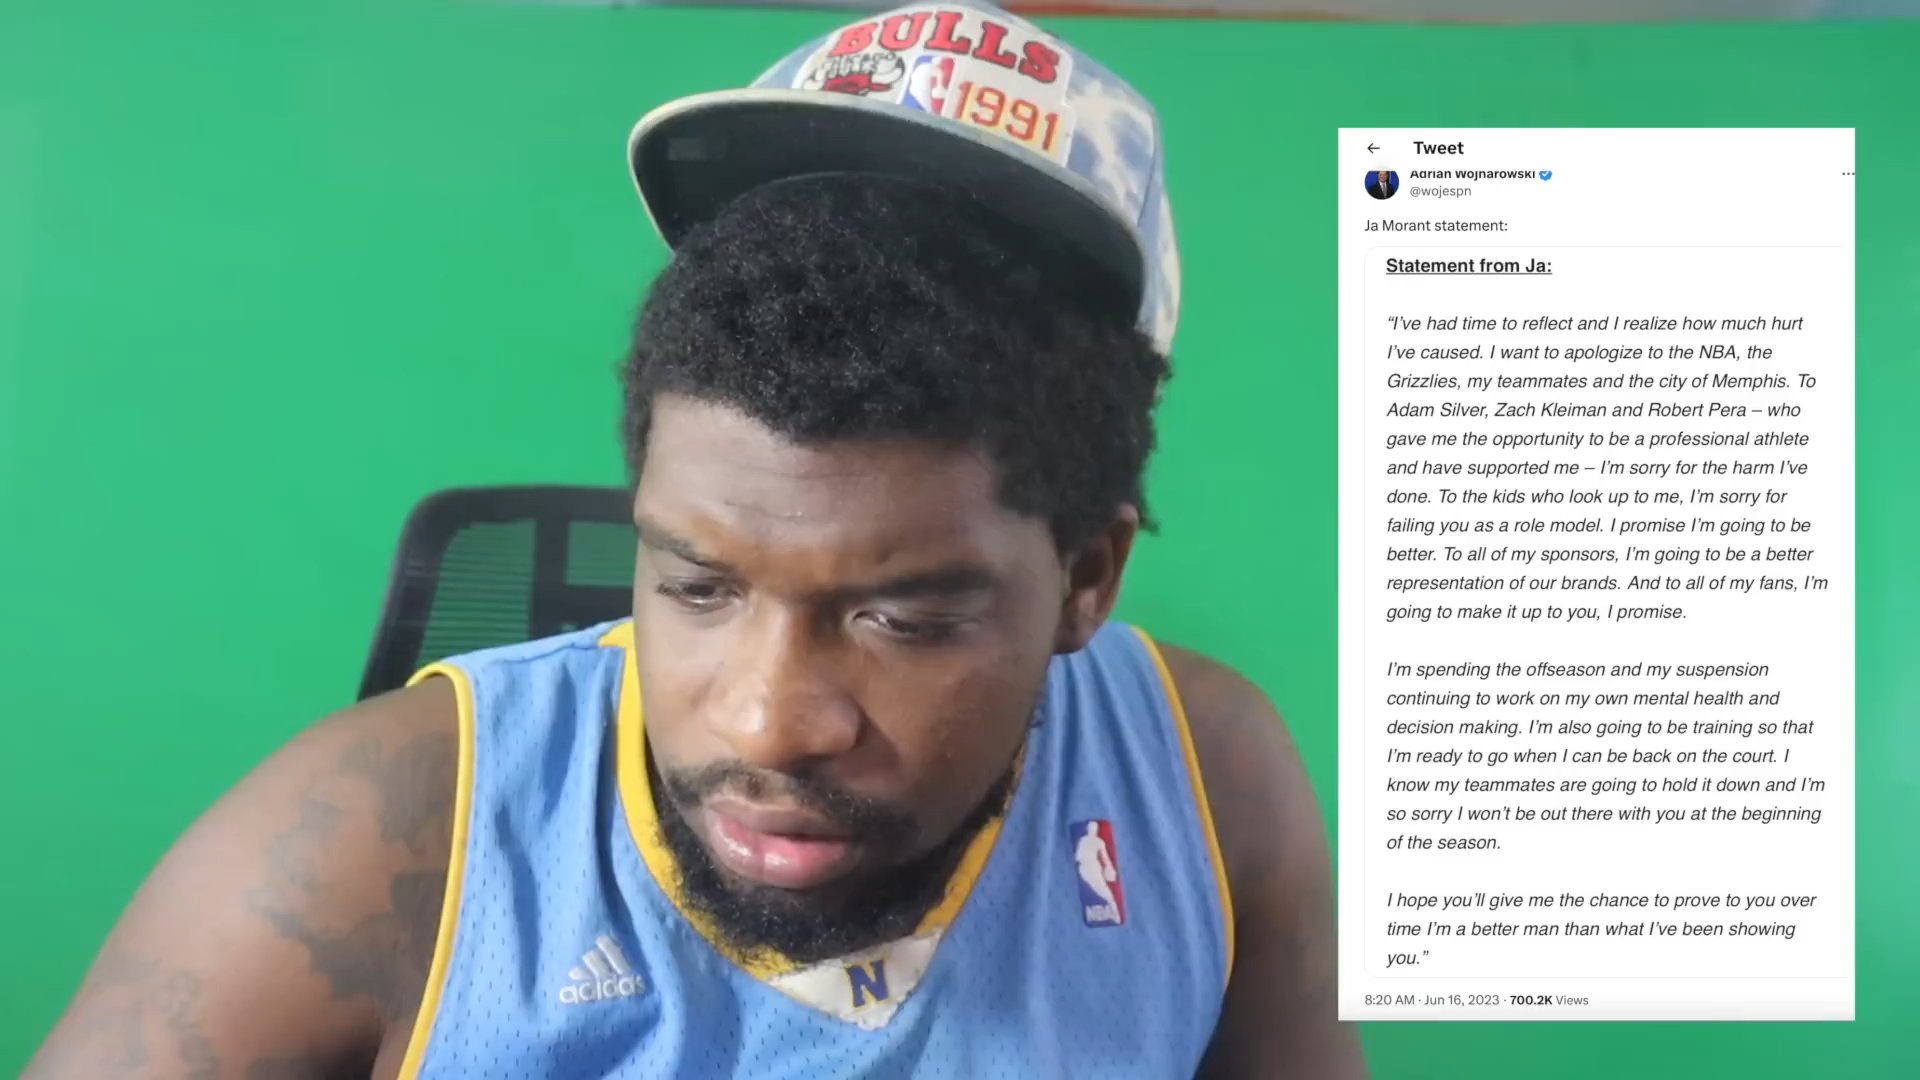 BULLS
1991
Tweet
Adrian Wojnarowski
@wojespn
Ja Morant statement:
Statement from Ja:
“I’ve had time to reflect and I realize how much hurt
I’ve caused. I want to apologize to the NBA, the
Grizzlies, my teammates and the city of Memphis. To
Adam Silver, Zach Kleiman and Robert Pera – who
gave me the opportunity to be a professional athlete
and have supported me – I’m sorry for the harm I’ve
done. To the kids who look up to me, I’m sorry for
failing you as a role model. I promise I’m going to be
better. To all of my sponsors, I’m going to be a better
representation of our brands. And to all of my fans, I’m
going to make it up to you, I promise.
I’m spending the offseason and my suspension
continuing to work on my own mental health and
decision making. I’m also going to be training so that
I’m ready to go when I can be back on the court. I
know my teammates are going to hold it down and I’m
so sorry I won’t be out there with you at the beginning
of the season.
I hope you’ll give me the chance to prove to you over
time I’m a better man than what I’ve been showing
you.”
8:20 AM · Jun 16, 2023 · 700.2K Views
NBA
adidas
N